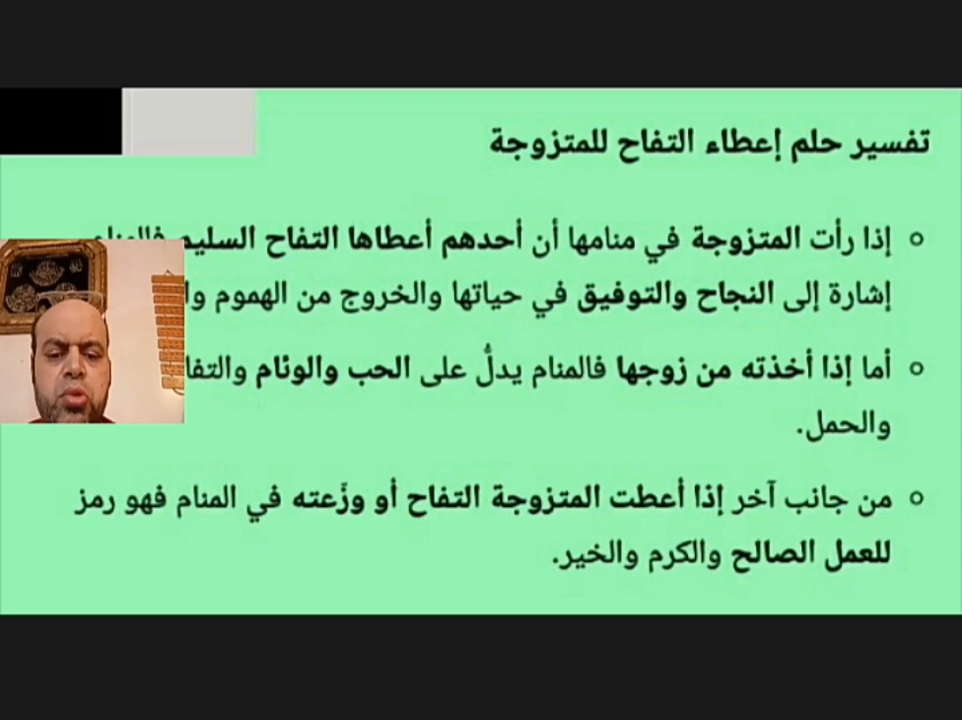 تفسير حلم إعطاء التفاح للمتزوجة
إذا رأت المتزوجة في منامها أن أحدهم أعطاها التفاح السليم فالمنام
إشارة إلى النجاح والتوفيق في حياتها والخروج من الهموم
أما إذا أخذته من زوجها فالمنام يدلُّ على الحب والوئام
والحمل.
من جانب آخر إذا أعطت المتزوجة التفاح أو وزّعته في المنام فهو رمز
للعمل الصالح والكرم والخير.